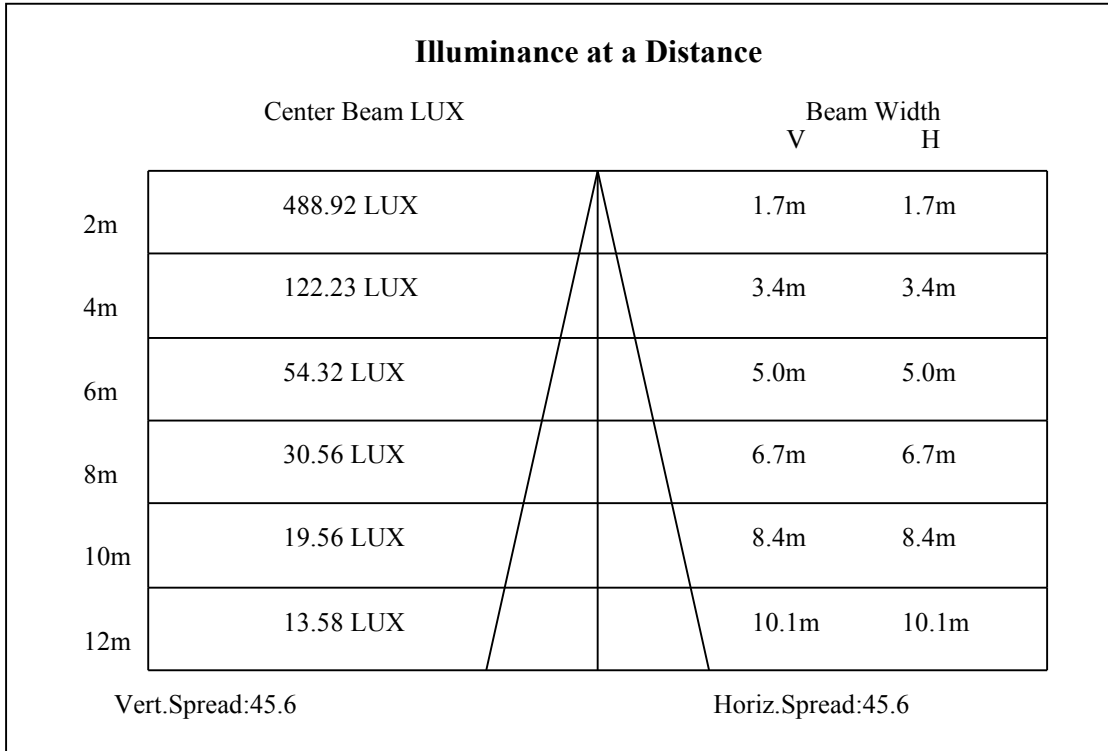 Illuminance at a Distance
Center Beam LUX Beam Width
V H
2m 488.92 LUX 1.7m 1.7m
4m 122.23 LUX 3.4m 3.4m
6m 54.32 LUX 5.0m 5.0m
8m 30.56 LUX 6.7m 6.7m
10m 19.56 LUX 8.4m 8.4m
12m 13.58 LUX 10.1m 10.1m
Vert.Spread:45.6 Horiz.Spread:45.6